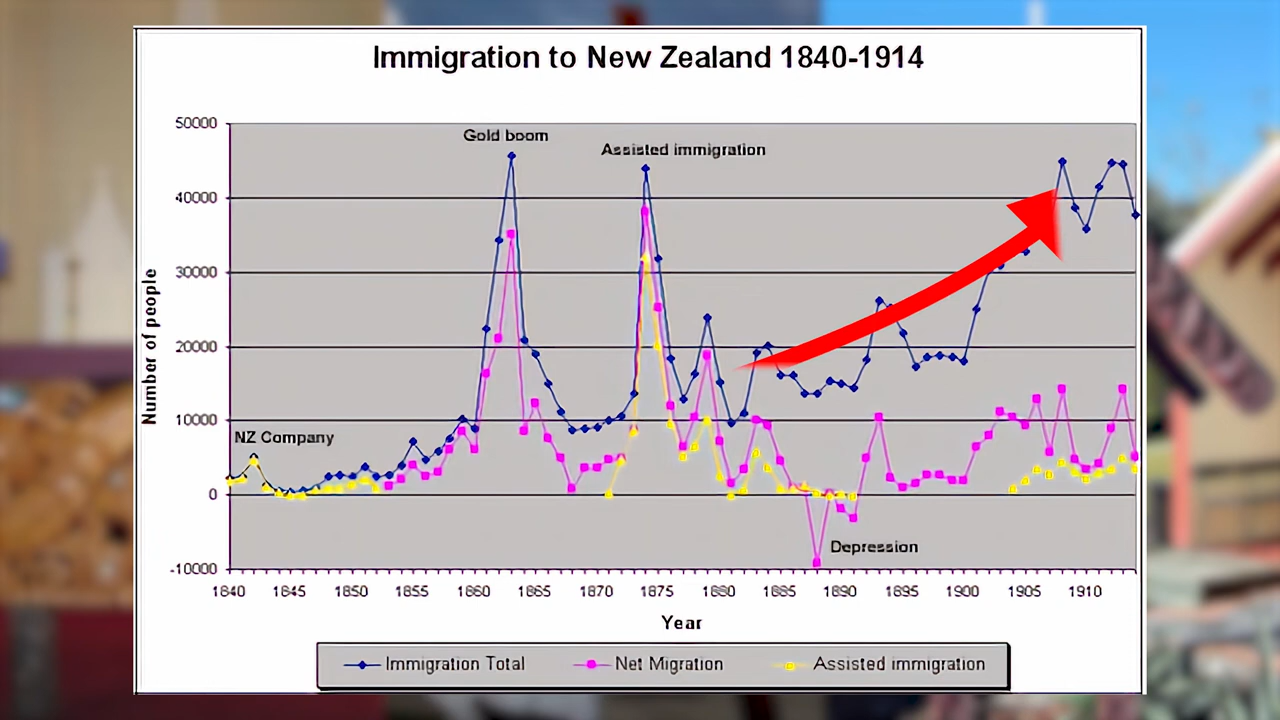 Immigration to New Zealand 1840-1914
50000
Gold boom
Assisted immigration
40000
30000
20000
10000
NZ Company
0
Depression
-10000
Number of people
1840 1845 1850 1855 1860 1865 1870 1875 1880 1885 1890 1895 1900 1905 1910
Year
Immigration Total Net Migration Assisted immigration